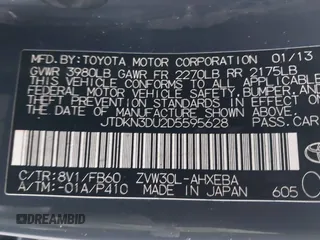 MFD.BY:TOYOTA MOTOR CORPORATION 01/13
GVWR 3980LB GAWR FR 2270LB RR 2175LB
THIS VEHICLE CONFORMS TO ALL APPLICABLE
FEDERAL MOTOR VEHICLE SAFETY, BUMPER, AND
THEFT PREVENTION STANDARDS IN EFFECT ON
THE DATE OF MANUFACTURE SHOWN ABOVE.
JTDKN3DU2D5595628 PASS.CAR
C/TR:8V1/FB60 ZVW30L-AHXEBA
A/TM:-01A/P410 MADE IN JAPAN 605
DREAMBID